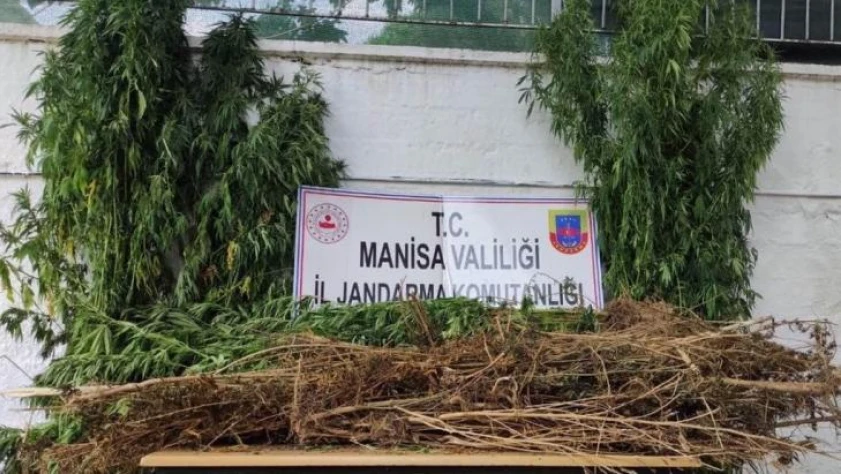 T.C.
MANİSA VALİLİĞİ
İL JANDARMA KOMUTANLIĞI